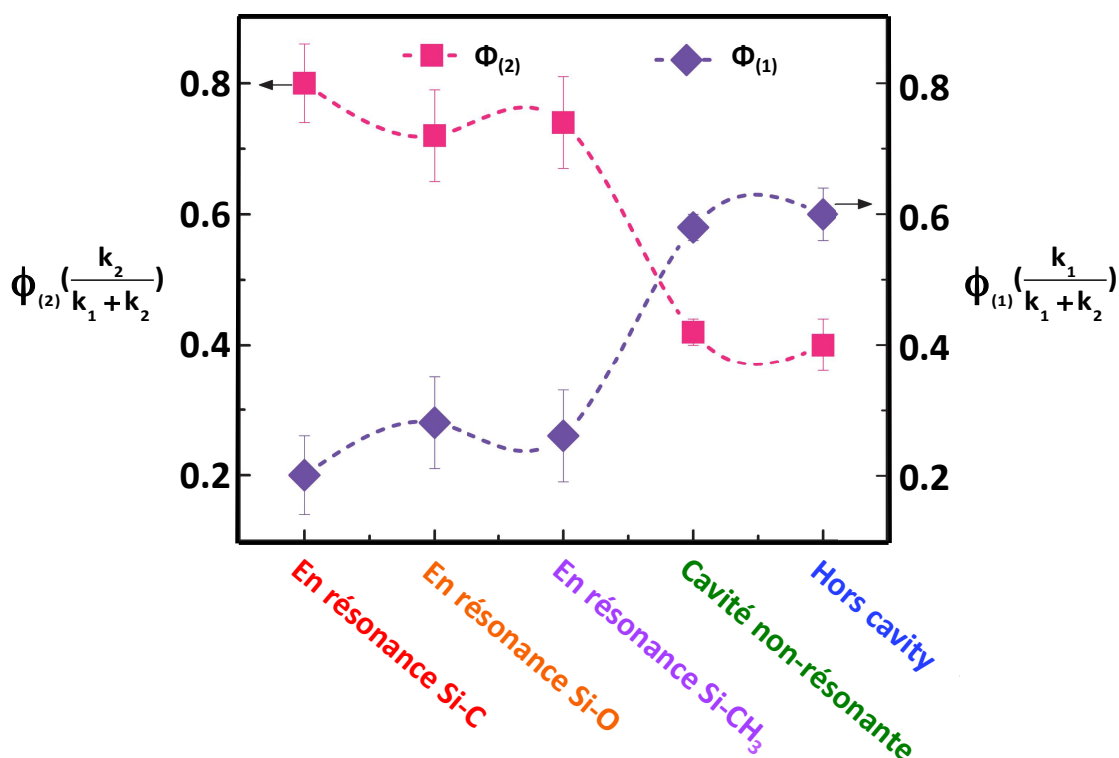 Φ(2)
Φ(1)
0.8
0.6
0.4
0.2
0.8
0.6
0.4
0.2
ϕ(2)(k2/k1+k2)
ϕ(1)(k1/k1+k2)
En résonance Si-C
En résonance Si-O
En résonance Si-CH3
Cavité non-résonante
Hors cavity